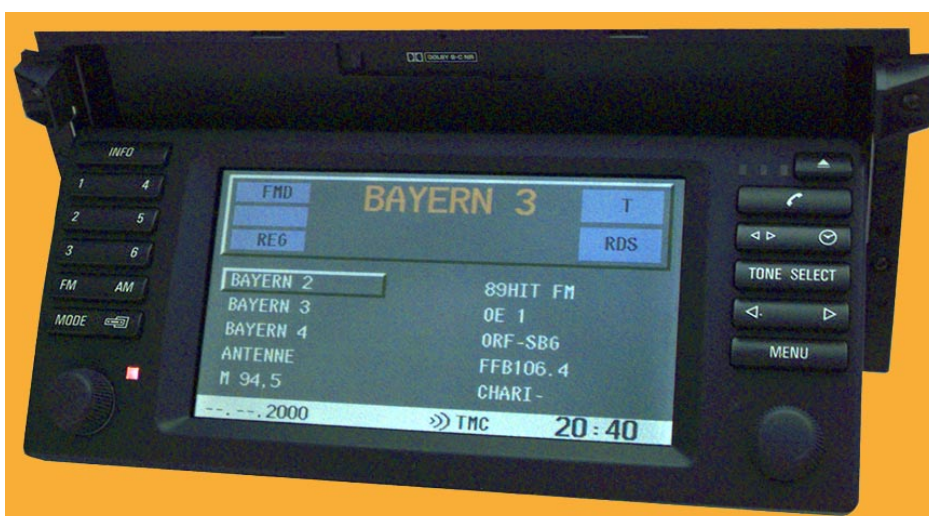 DOLBY B-C NR
INFO
1 4
2 5
3 6
FM AM
MODE
FMD
REG
BAYERN 3
T
RDS
BAYERN 2
BAYERN 3
BAYERN 4
ANTENNE
M 94,5
89HIT FM
OE 1
ORF-SBG
FFB106.4
CHARI-
--.--.2000
TMC
20:40
TONE SELECT
MENU